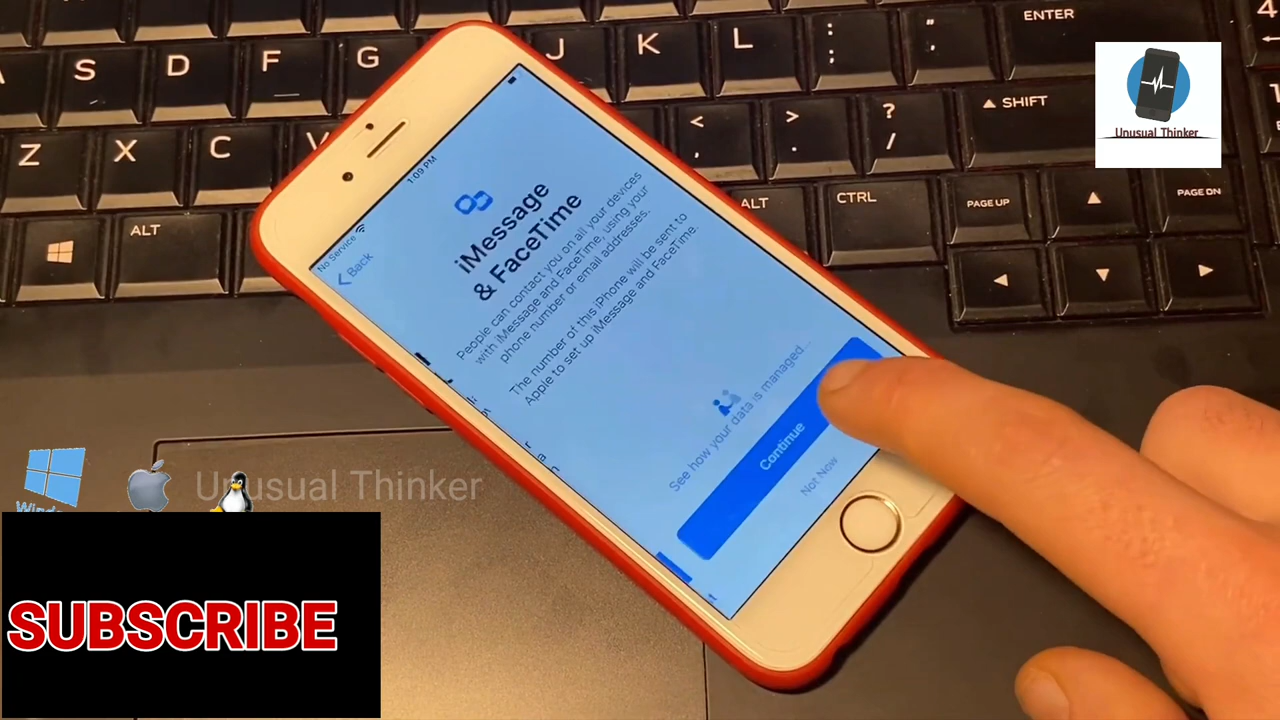 A S D F G J K L : ; " , ENTER
Z X C V < , > . ? / ▲ SHIFT
ALT ALT CTRL PAGE UP PAGE DN
Unusual Thinker
1:09 PM
No Service
Back
iMessage
& FaceTime
People can contact you on all your devices
with iMessage and FaceTime, using your
phone number or email addresses.
The number of this iPhone will be sent to
Apple to set up iMessage and FaceTime.
See how your data is managed...
Continue
Not Now
Unusual Thinker
SUBSCRIBE